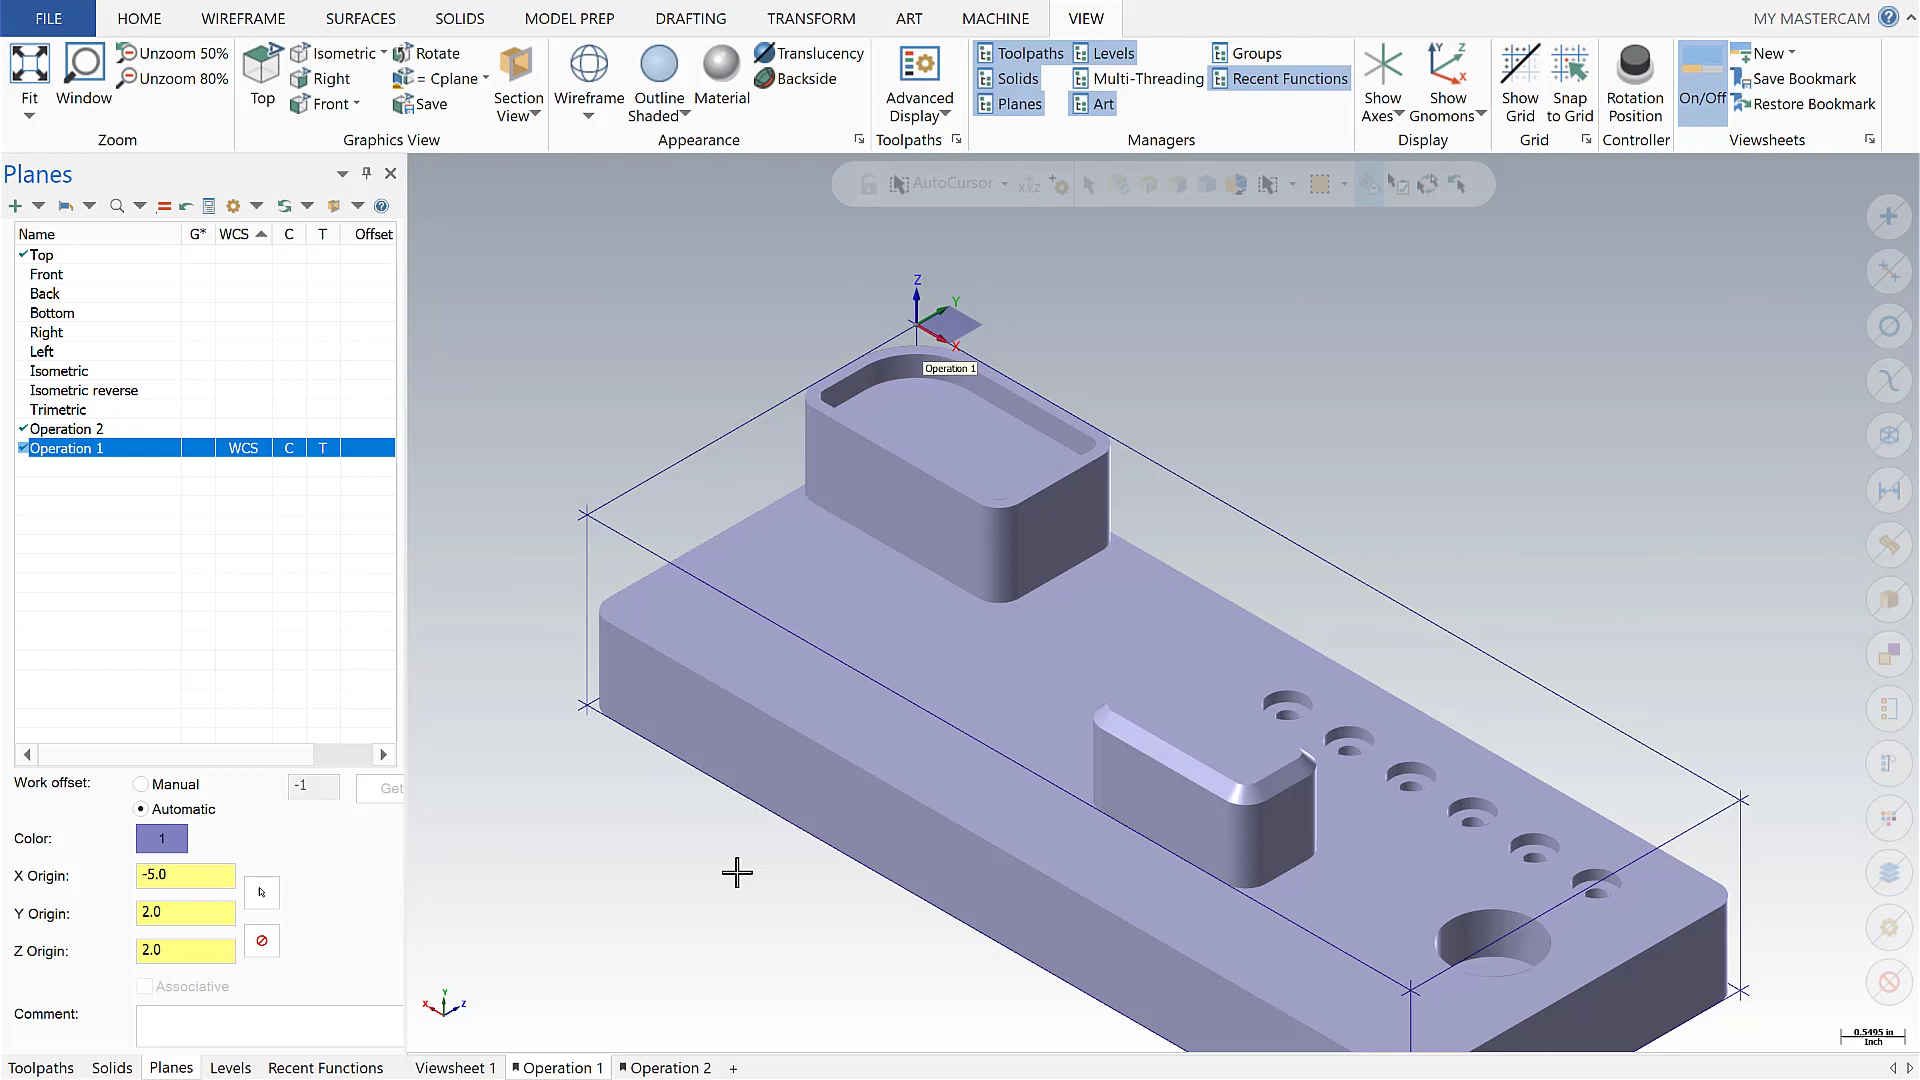 FILE HOME WIREFRAME SURFACES SOLIDS MODEL PREP DRAFTING TRANSFORM ART MACHINE VIEW MY MASTERCAM
Fit
Window
Unzoom 50%
Unzoom 80%
Zoom
Top
Isometric
Right
Front
Rotate
= Cplane
Save
Section
View
Graphics View
Wireframe
Outline
Shaded
Material
Translucency
Backside
Appearance
Advanced
Display
Toolpaths
Toolpaths
Solids
Planes
Levels
Multi-Threading
Art
Groups
Recent Functions
Managers
Show
Axes
Show
Gnomons
Display
Show
Grid
Snap
to Grid
Grid
Rotation
Position
Controller
On/Off
New
Save Bookmark
Restore Bookmark
Viewsheets
Planes
AutoCursor
Name G* WCS C T Offset
Top
Front
Back
Bottom
Right
Left
Isometric
Isometric reverse
Trimetric
Operation 2
Operation 1 WCS C T
Z
Y
X
Operation 1
Work offset: Manual -1 Get
Automatic
Color: 1
X Origin: -5.0
Y Origin: 2.0
Z Origin: 2.0
Associative
Comment:
Y
X
Z
0.5495 in
Inch
Toolpaths Solids Planes Levels Recent Functions Viewsheet 1 Operation 1 Operation 2 +